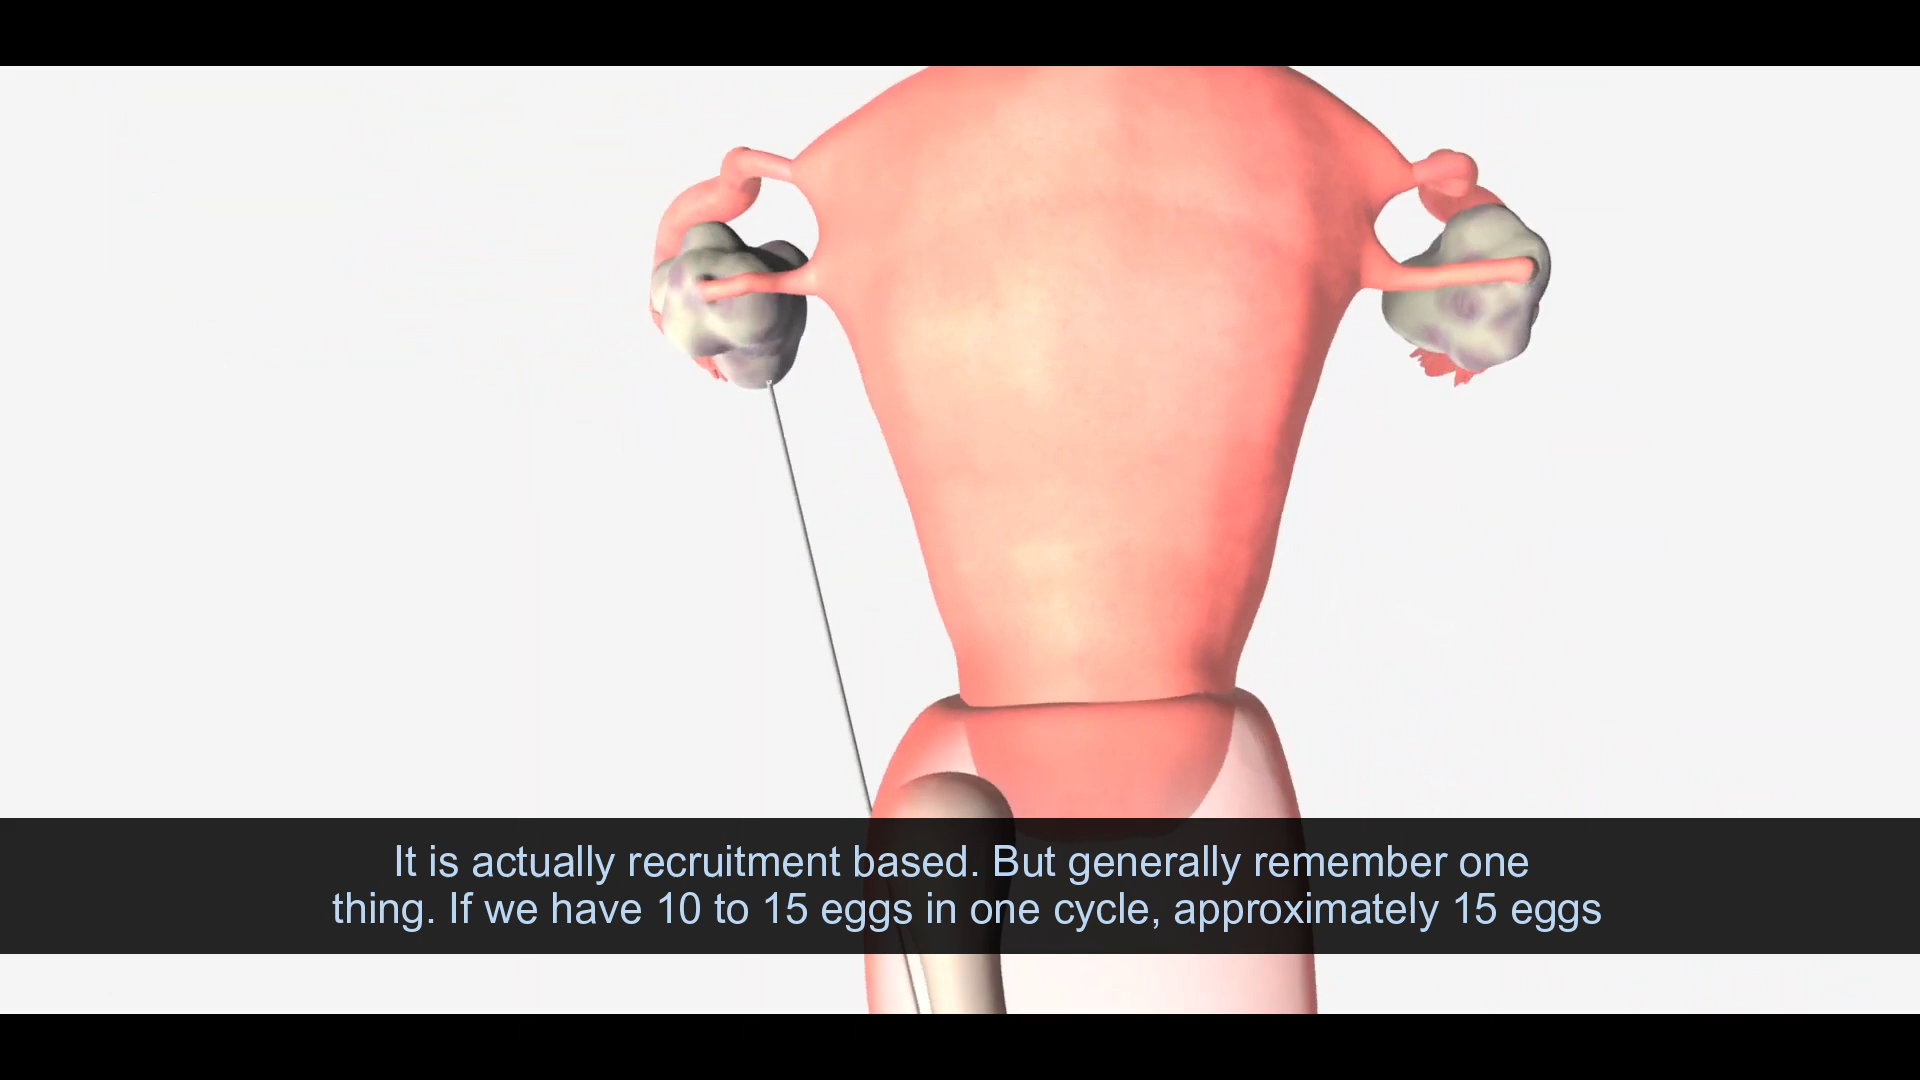 It is actually recruitment based. But generally remember one
thing. If we have 10 to 15 eggs in one cycle, approximately 15 eggs